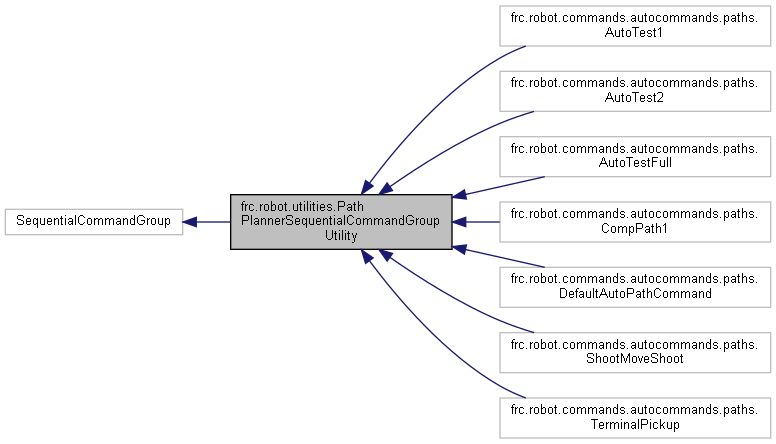 SequentialCommandGroup
frc.robot.utilities.Path
PlannerSequentialCommandGroup
Utility
frc.robot.commands.autocommands.paths.
AutoTest1
frc.robot.commands.autocommands.paths.
AutoTest2
frc.robot.commands.autocommands.paths.
AutoTestFull
frc.robot.commands.autocommands.paths.
CompPath1
frc.robot.commands.autocommands.paths.
DefaultAutoPathCommand
frc.robot.commands.autocommands.paths.
ShootMoveShoot
frc.robot.commands.autocommands.paths.
TerminalPickup